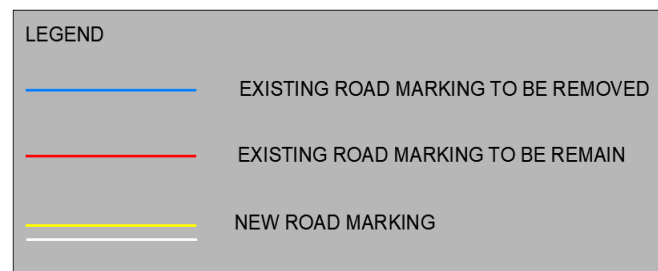 LEGEND
EXISTING ROAD MARKING TO BE REMOVED
EXISTING ROAD MARKING TO BE REMAIN
NEW ROAD MARKING